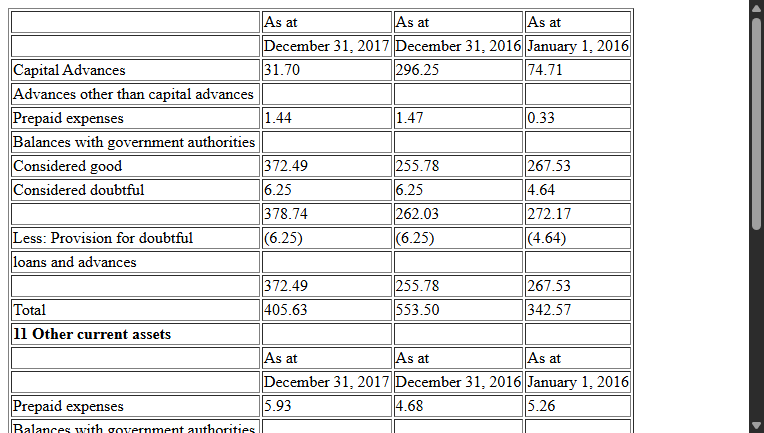 As at As at As at
December 31, 2017 December 31, 2016 January 1, 2016
Capital Advances 31.70 296.25 74.71
Advances other than capital advances
Prepaid expenses 1.44 1.47 0.33
Balances with government authorities
Considered good 372.49 255.78 267.53
Considered doubtful 6.25 6.25 4.64
378.74 262.03 272.17
Less: Provision for doubtful (6.25) (6.25) (4.64)
loans and advances
372.49 255.78 267.53
Total 405.63 553.50 342.57
11 Other current assets
As at As at As at
December 31, 2017 December 31, 2016 January 1, 2016
Prepaid expenses 5.93 4.68 5.26
Balances with government authorities